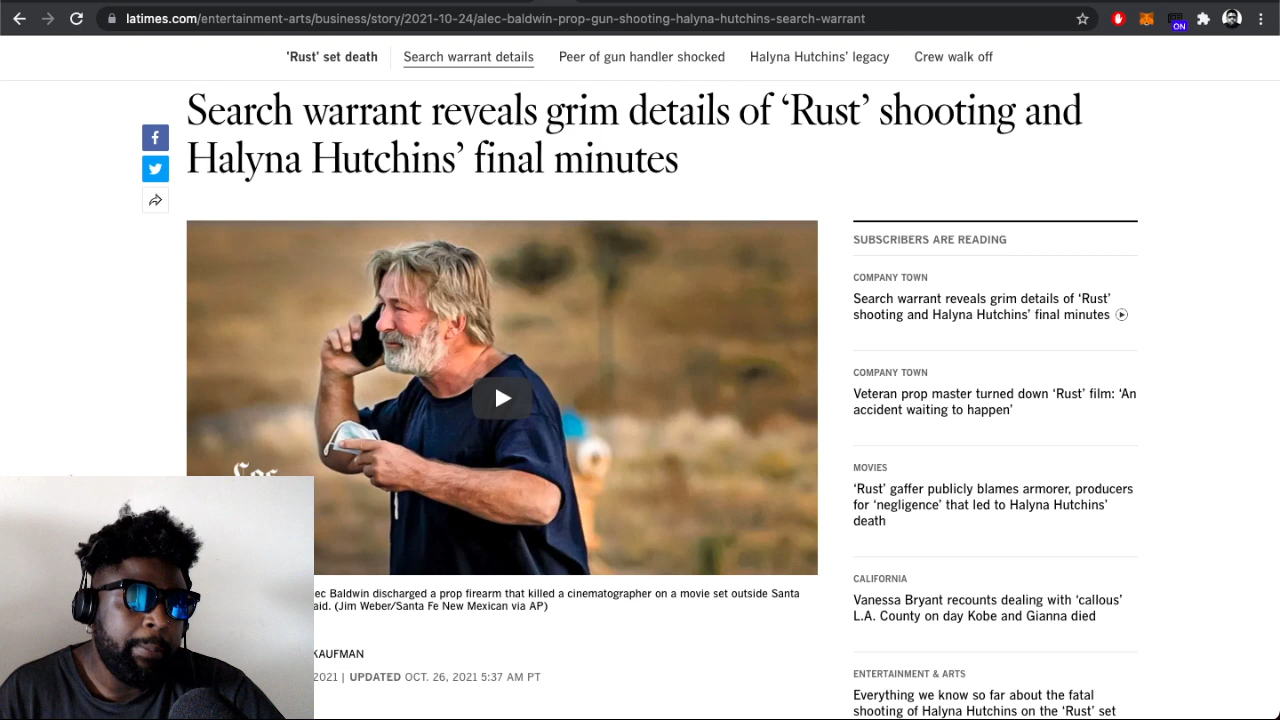 latimes.com/entertainment-arts/business/story/2021-10-24/alec-baldwin-prop-gun-shooting-halyna-hutchins-search-warrant
ON
'Rust' set death
Search warrant details
Peer of gun handler shocked
Halyna Hutchins' legacy
Crew walk off
Search warrant reveals grim details of ‘Rust’ shooting and
Halyna Hutchins’ final minutes
f
Los
ec Baldwin discharged a prop firearm that killed a cinematographer on a movie set outside Santa
aid. (Jim Weber/Santa Fe New Mexican via AP)
KAUFMAN
2021 | UPDATED OCT. 26, 2021 5:37 AM PT
SUBSCRIBERS ARE READING
COMPANY TOWN
Search warrant reveals grim details of ‘Rust’
shooting and Halyna Hutchins’ final minutes
COMPANY TOWN
Veteran prop master turned down ‘Rust’ film: ‘An
accident waiting to happen’
MOVIES
‘Rust’ gaffer publicly blames armorer, producers
for ‘negligence’ that led to Halyna Hutchins’
death
CALIFORNIA
Vanessa Bryant recounts dealing with ‘callous’
L.A. County on day Kobe and Gianna died
ENTERTAINMENT & ARTS
Everything we know so far about the fatal
shooting of Halyna Hutchins on the ‘Rust’ set